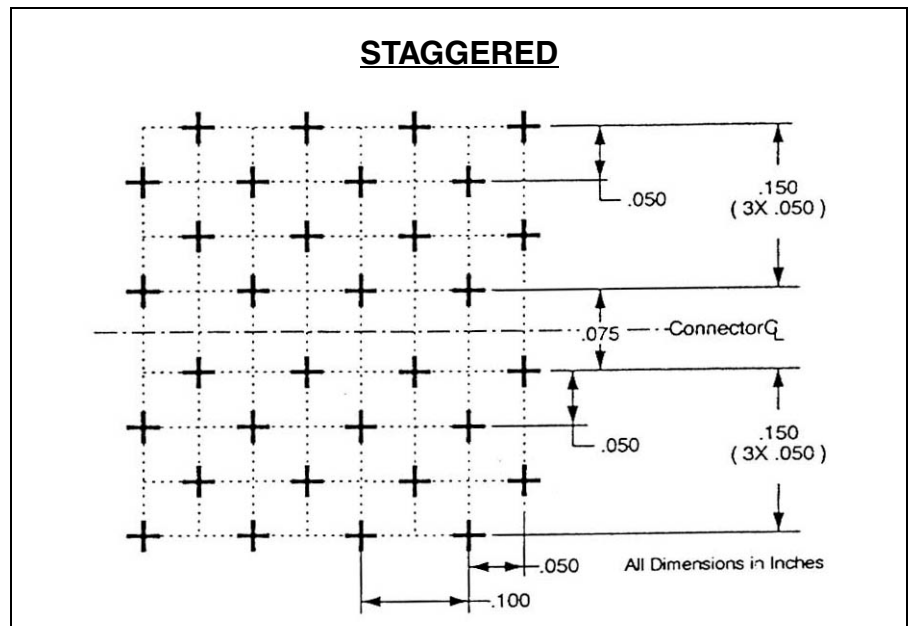 STAGGERED
.050
.150
( 3X .050 )
.075
Connector℄
.050
.150
( 3X .050 )
.050
All Dimensions in Inches
.100